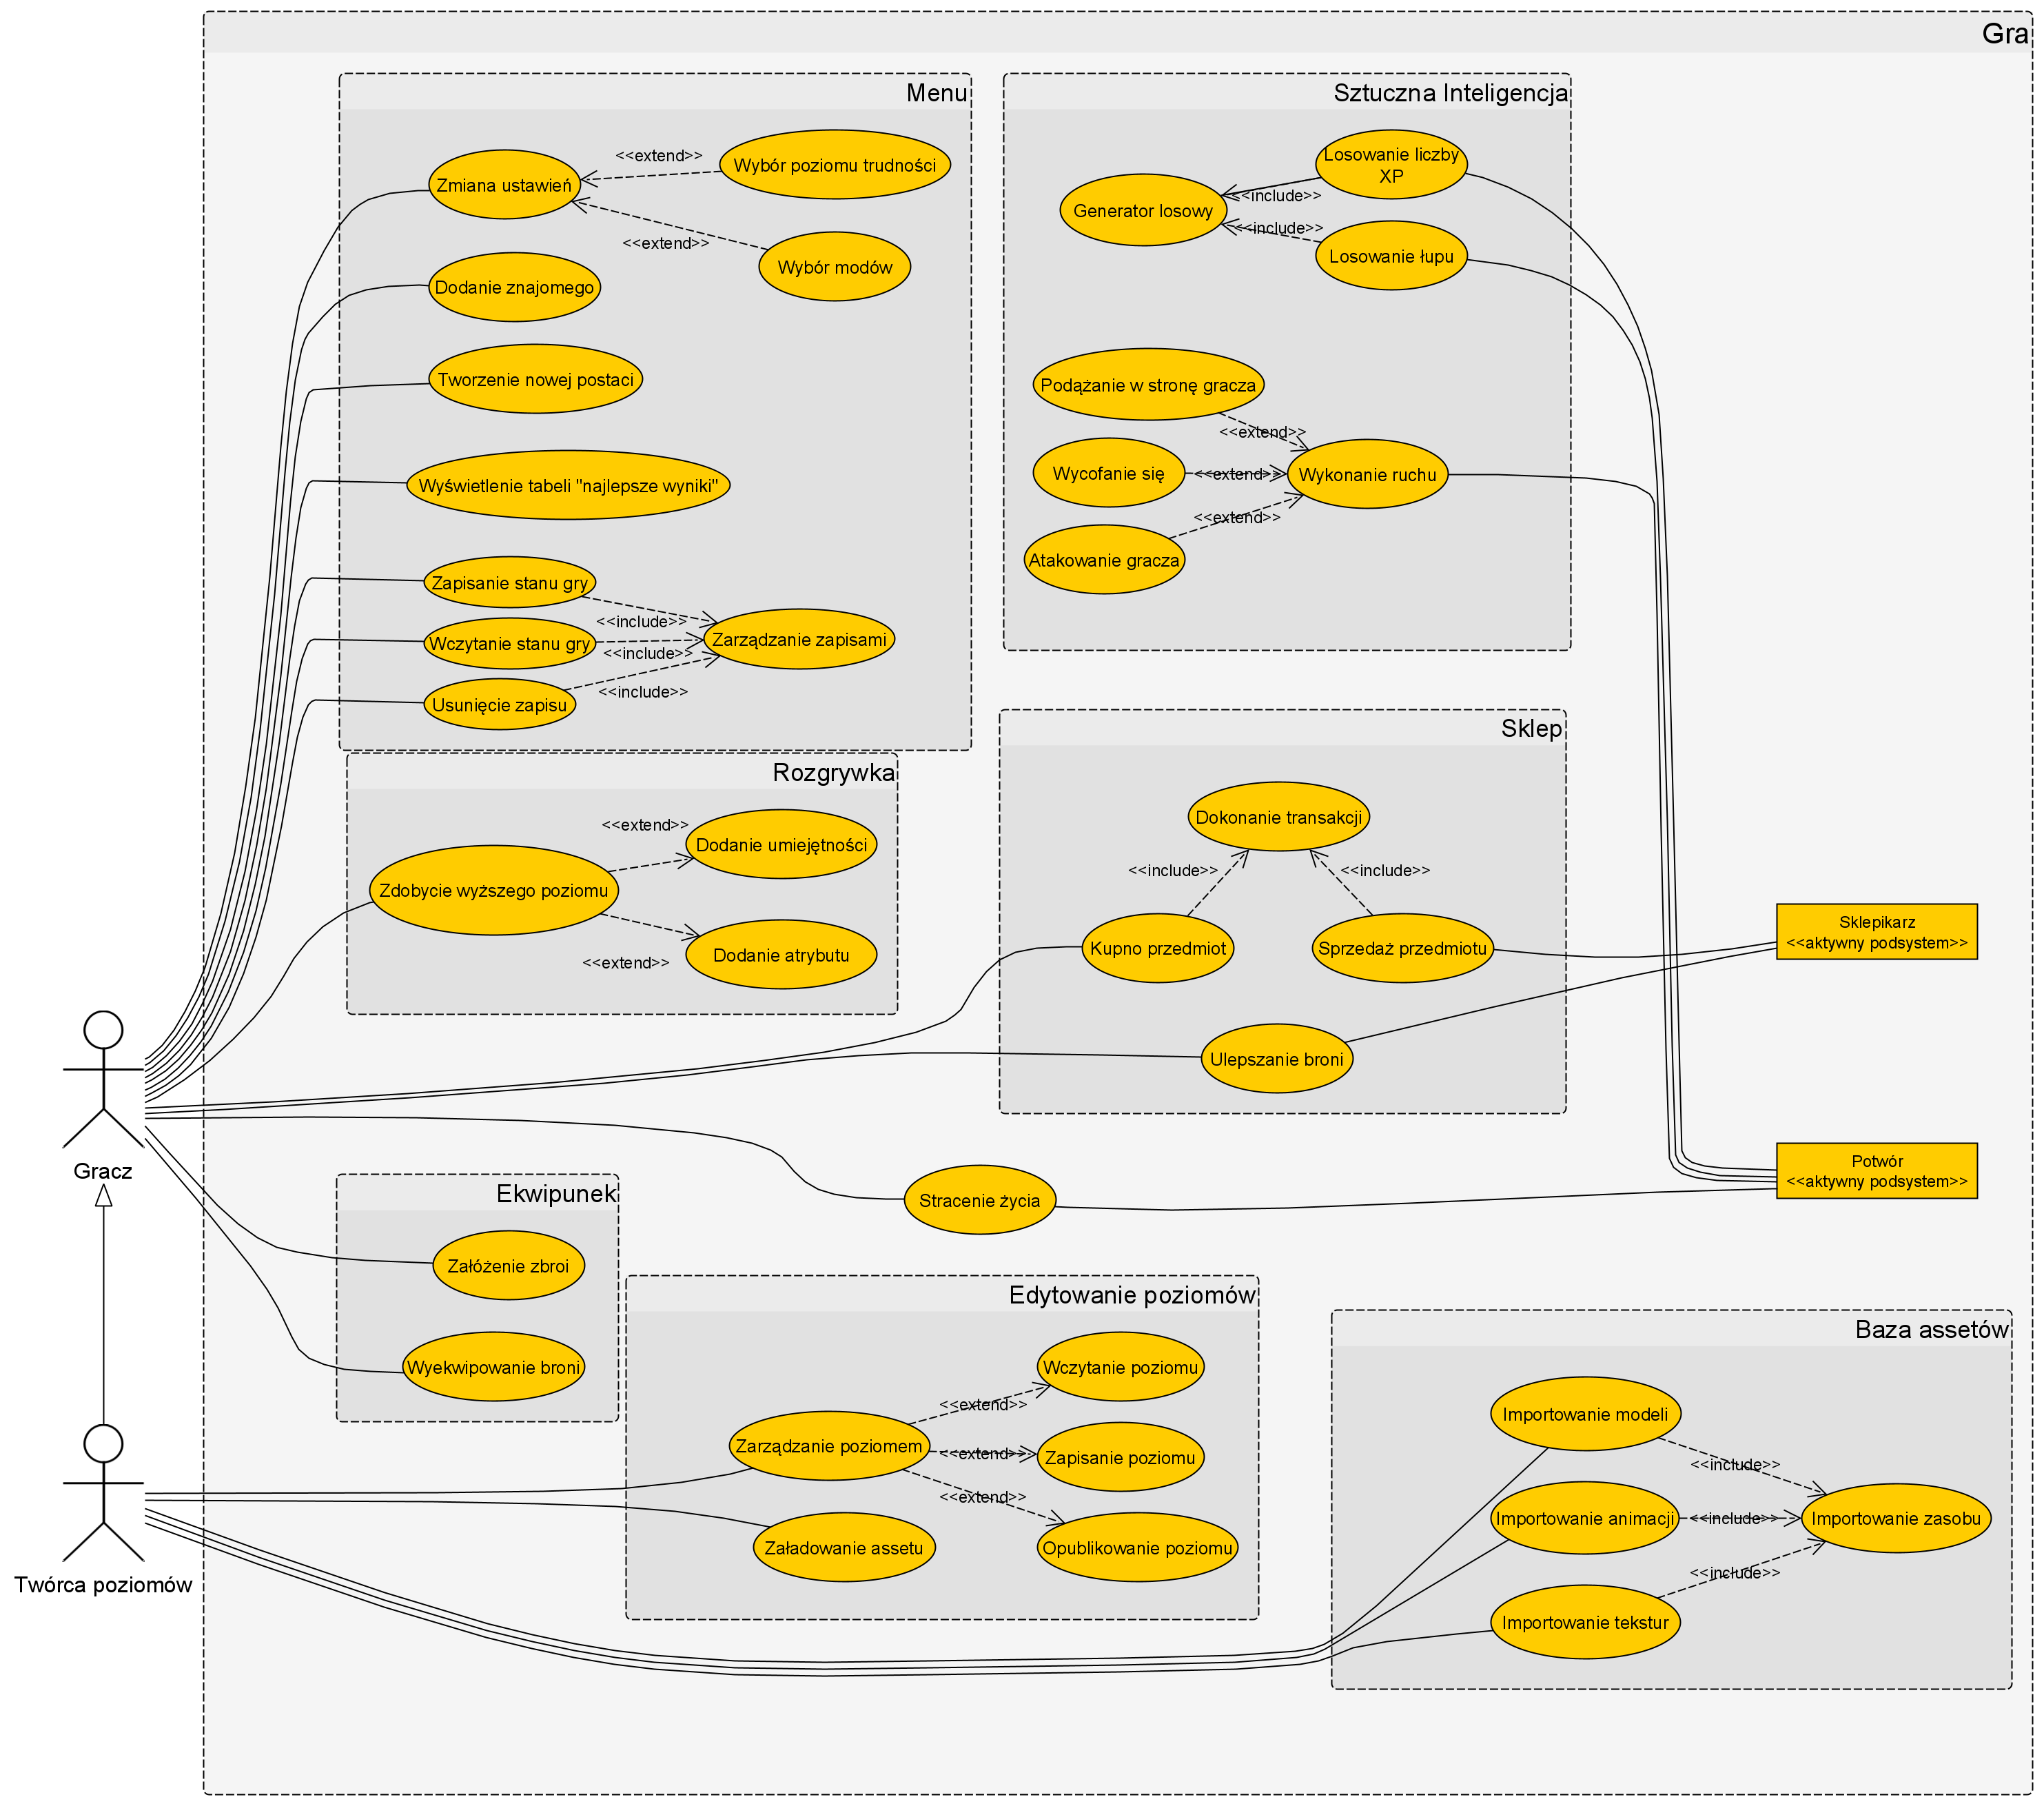 Gra
Menu
Zmiana ustawień
<<extend>>
Wybór poziomu trudności
<<extend>>
Wybór modów
Dodanie znajomego
Tworzenie nowej postaci
Wyświetlenie tabeli "najlepsze wyniki"
Zapisanie stanu gry
<<include>>
Wczytanie stanu gry
<<include>>
Zarządzanie zapisami
Usunięcie zapisu
<<include>>
Sztuczna Inteligencja
Losowanie liczby
XP
<<include>>
Generator losowy
<<include>>
Losowanie łupu
Podążanie w stronę gracza
<<extend>>
Wycofanie się
<<extend>>
Wykonanie ruchu
<<extend>>
Atakowanie gracza
Rozgrywka
<<extend>>
Dodanie umiejętności
Zdobycie wyższego poziomu
Dodanie atrybutu
<<extend>>
Sklep
Dokonanie transakcji
<<include>>
<<include>>
Kupno przedmiot
Sprzedaż przedmiotu
Ulepszanie broni
Sklepikarz
<<aktywny podsystem>>
Potwór
<<aktywny podsystem>>
Gracz
Stracenie życia
Ekwipunek
Załóżenie zbroi
Wyekwipowanie broni
Edytowanie poziomów
Wczytanie poziomu
<<extend>>
Zarządzanie poziomem
<<extend>>
Zapisanie poziomu
<<extend>>
Załadowanie assetu
Opublikowanie poziomu
Baza assetów
Importowanie modeli
<<include>>
Importowanie animacji
<<include>>
Importowanie zasobu
<<include>>
Importowanie tekstur
Twórca poziomów